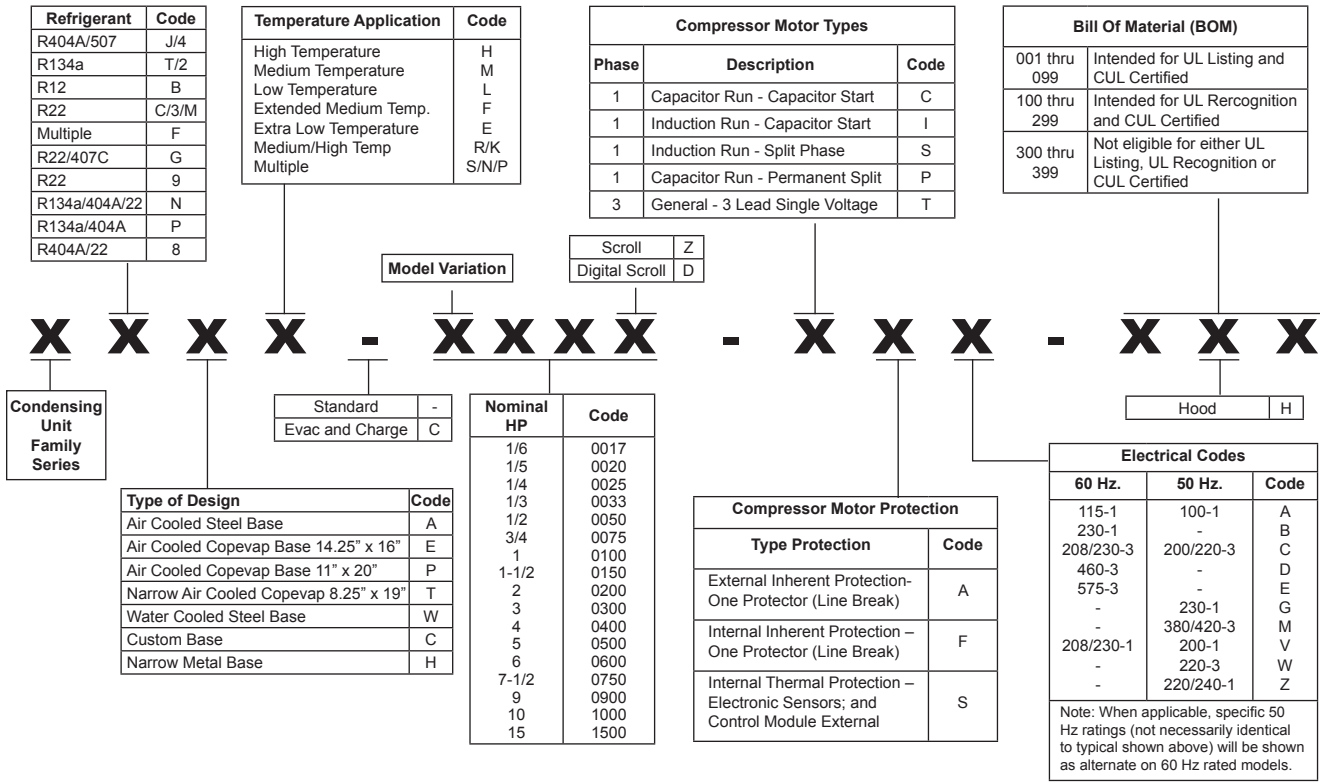 Refrigerant Code
R404A/507 J/4
R134a T/2
R12 B
R22 C/3/M
Multiple F
R22/407C G
R22 9
R134a/404A/22 N
R134a/404A P
R404A/22 8
Temperature Application Code
High Temperature H
Medium Temperature M
Low Temperature L
Extended Medium Temp. F
Extra Low Temperature E
Medium/High Temp R/K
Multiple S/N/P
Compressor Motor Types
Phase Description Code
1 Capacitor Run - Capacitor Start C
1 Induction Run - Capacitor Start I
1 Induction Run - Split Phase S
1 Capacitor Run - Permanent Split P
3 General - 3 Lead Single Voltage T
Bill Of Material (BOM)
001 thru Intended for UL Listing and
099 CUL Certified
100 thru Intended for UL Rercognition
299 and CUL Certified
300 thru Not eligible for either UL
399 Listing, UL Recognition or
CUL Certified
Model Variation
Scroll Z
Digital Scroll D
X X X X - X X X X - X X X - X X X
Condensing
Unit
Family
Series
Standard -
Evac and Charge C
Type of Design Code
Air Cooled Steel Base A
Air Cooled Copevap Base 14.25” x 16” E
Air Cooled Copevap Base 11” x 20” P
Narrow Air Cooled Copevap 8.25” x 19” T
Water Cooled Steel Base W
Custom Base C
Narrow Metal Base H
Nominal
HP Code
1/6 0017
1/5 0020
1/4 0025
1/3 0033
1/2 0050
3/4 0075
1 0100
1-1/2 0150
2 0200
3 0300
4 0400
5 0500
6 0600
7-1/2 0750
9 0900
10 1000
15 1500
Compressor Motor Protection
Type Protection Code
External Inherent Protection-
One Protector (Line Break) A
Internal Inherent Protection –
One Protector (Line Break) F
Internal Thermal Protection –
Electronic Sensors; and S
Control Module External
Hood H
Electrical Codes
60 Hz. 50 Hz. Code
115-1 100-1 A
230-1 - B
208/230-3 200/220-3 C
460-3 - D
575-3 - E
- 230-1 G
- 380/420-3 M
208/230-1 200-1 V
- 220-3 W
- 220/240-1 Z
Note: When applicable, specific 50
Hz ratings (not necessarily identical
to typical shown above) will be shown
as alternate on 60 Hz rated models.